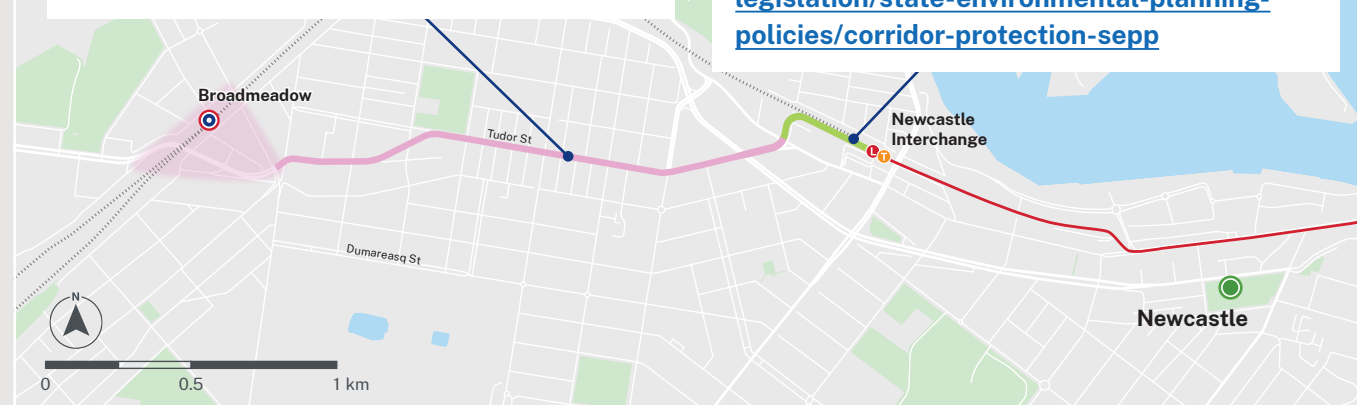 legislation/state-environmental-planning-
policies/corridor-protection-sepp
Broadmeadow
Tudor St
Newcastle
Interchange
L
T
Dumareasq St
Newcastle
N
0 0.5 1 km